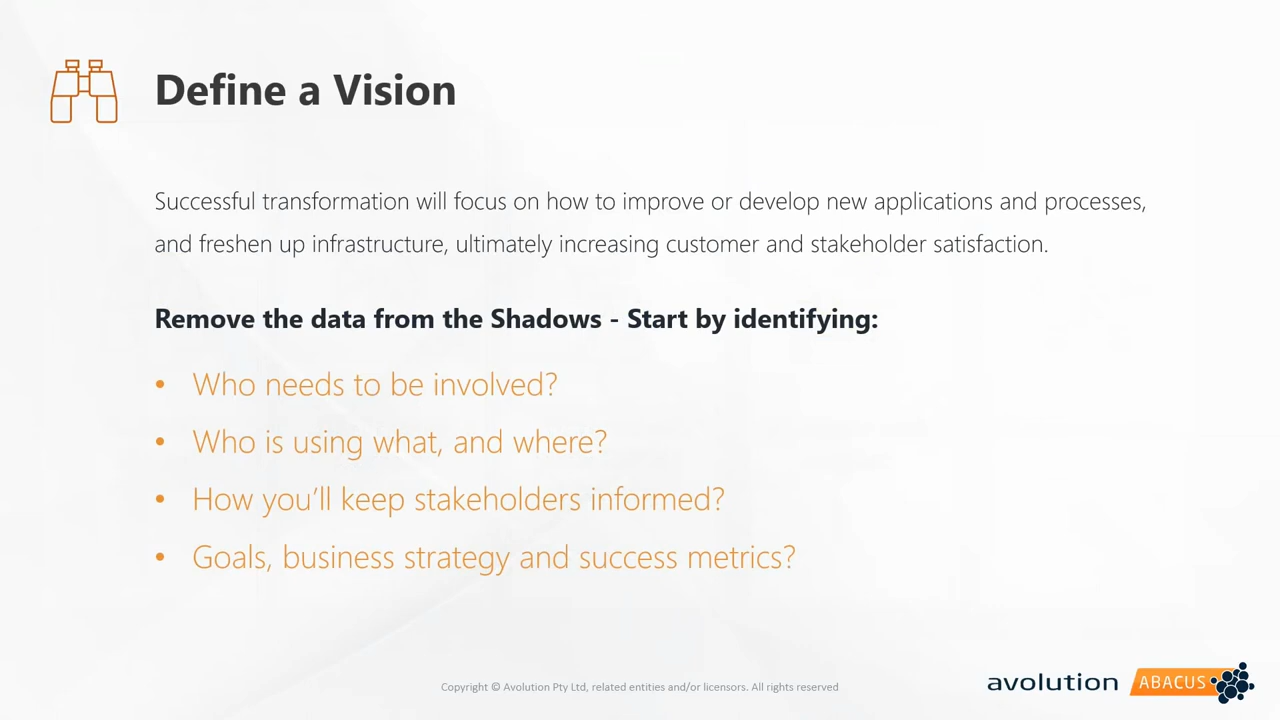 Define a Vision
Successful transformation will focus on how to improve or develop new applications and processes,
and freshen up infrastructure, ultimately increasing customer and stakeholder satisfaction.
Remove the data from the Shadows - Start by identifying:
• Who needs to be involved?
• Who is using what, and where?
• How you’ll keep stakeholders informed?
• Goals, business strategy and success metrics?
Copyright © Avolution Pty Ltd, related entities and/or licensors. All rights reserved
avolution ABACUS